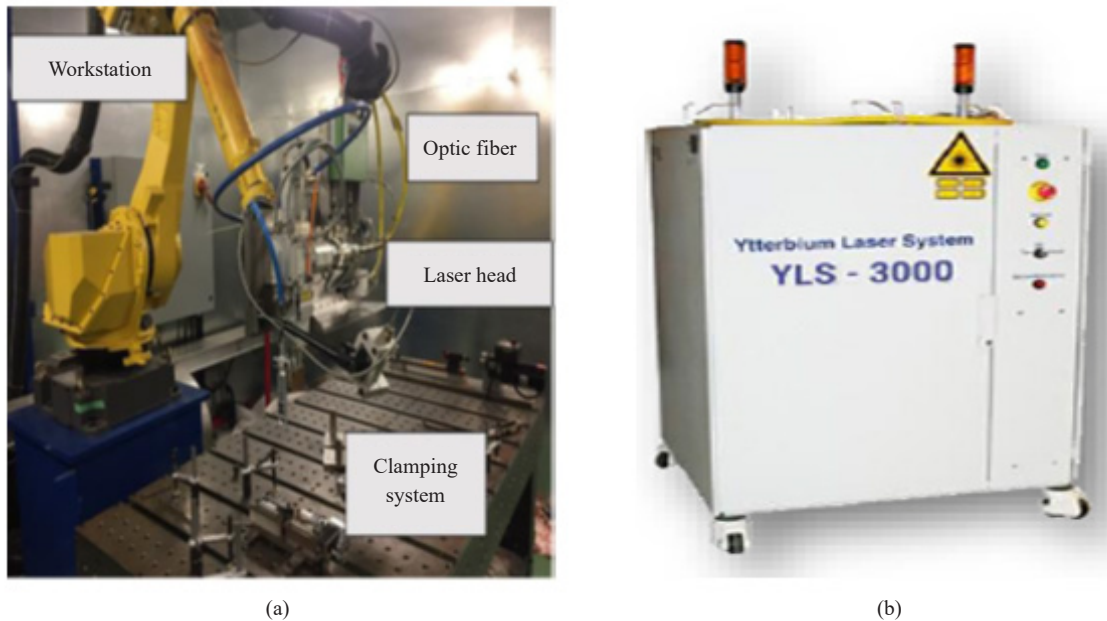 Workstation
Optic fiber
Laser head
Clamping
system
Ytterbium Laser System
YLS - 3000
(a)
(b)